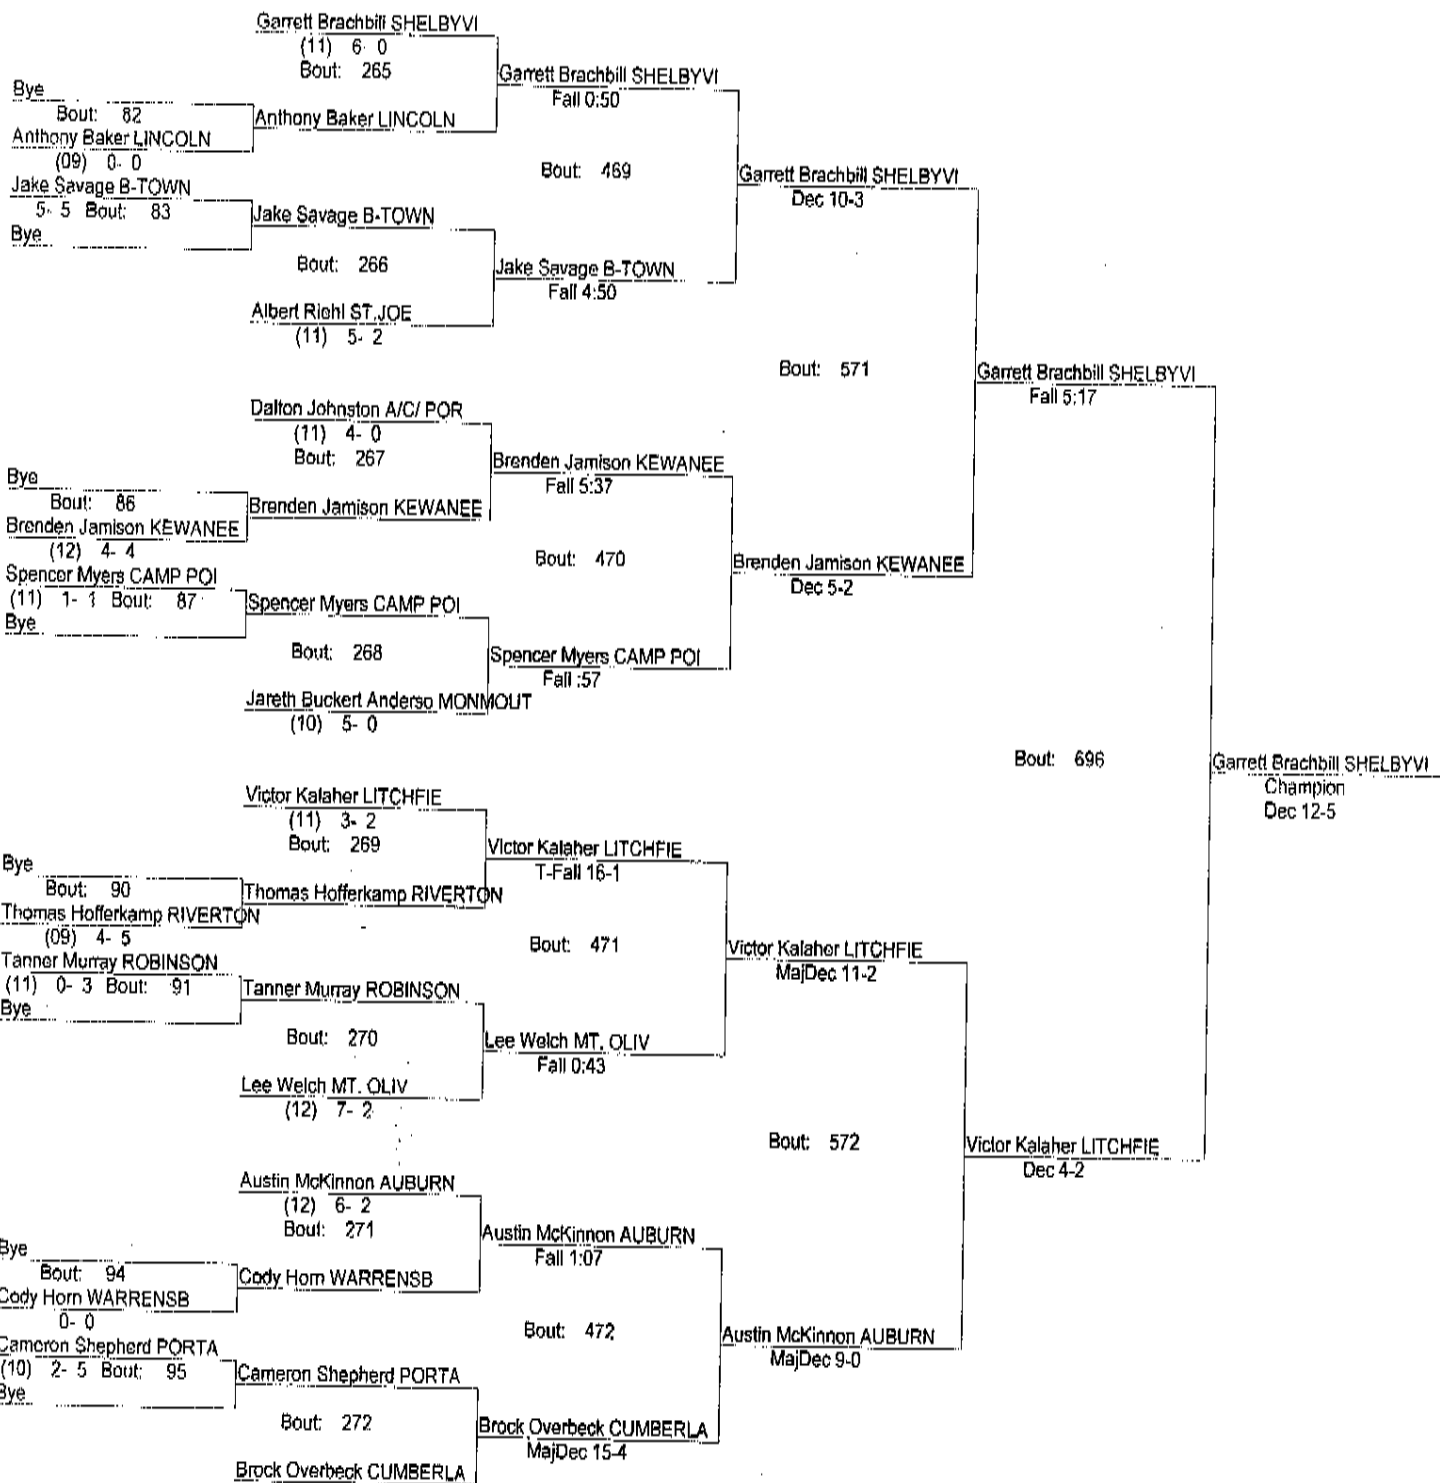 Garrett Brachbill SHELBYVI
(11) 6- 0
Bout: 265
Garrett Brachbill SHELBYVI
Fall 0:50
Bye
Bout: 82
Anthony Baker LINCOLN
Anthony Baker LINCOLN
(09) 0- 0
Bout: 469
Garrett Brachbill SHELBYVI
Dec 10-3
Jake Savage B-TOWN
5- 5 Bout: 83
Jake Savage B-TOWN
Bye
Bout: 266
Jake Savage B-TOWN
Fall 4:50
Albert Riehl ST.JOE
(11) 5- 2
Bout: 571
Garrett Brachbill SHELBYVI
Fall 5:17
Dalton Johnston A/C/ POR
(11) 4- 0
Bout: 267
Brenden Jamison KEWANEE
Fall 5:37
Bye
Bout: 86
Brenden Jamison KEWANEE
Brenden Jamison KEWANEE
(12) 4- 4
Bout: 470
Brenden Jamison KEWANEE
Dec 5-2
Spencer Myers CAMP POI
(11) 1- 1 Bout: 87
Spencer Myers CAMP POI
Bye
Bout: 268
Spencer Myers CAMP POI
Fall :57
Jareth Buckert Anderso MONMOUT
(10) 5- 0
Bout: 696
Garrett Brachbill SHELBYVI
Champion
Dec 12-5
Victor Kalaher LITCHFIE
(11) 3- 2
Bout: 269
Victor Kalaher LITCHFIE
T-Fall 16-1
Bye
Bout: 90
Thomas Hofferkamp RIVERTON
Thomas Hofferkamp RIVERTON
(09) 4- 5
Bout: 471
Victor Kalaher LITCHFIE
MajDec 11-2
Tanner Murray ROBINSON
(11) 0- 3 Bout: 91
Tanner Murray ROBINSON
Bye
Bout: 270
Lee Welch MT. OLIV
Fall 0:43
Lee Welch MT. OLIV
(12) 7- 2
Bout: 572
Victor Kalaher LITCHFIE
Dec 4-2
Austin McKinnon AUBURN
(12) 6- 2
Bout: 271
Austin McKinnon AUBURN
Fall 1:07
Bye
Bout: 94
Cody Horn WARRENSB
Cody Horn WARRENSB
0- 0
Bout: 472
Austin McKinnon AUBURN
MajDec 9-0
Cameron Shepherd PORTA
(10) 2- 5 Bout: 95
Cameron Shepherd PORTA
Bye
Bout: 272
Brock Overbeck CUMBERLA
MajDec 15-4
Brock Overbeck CUMBERLA